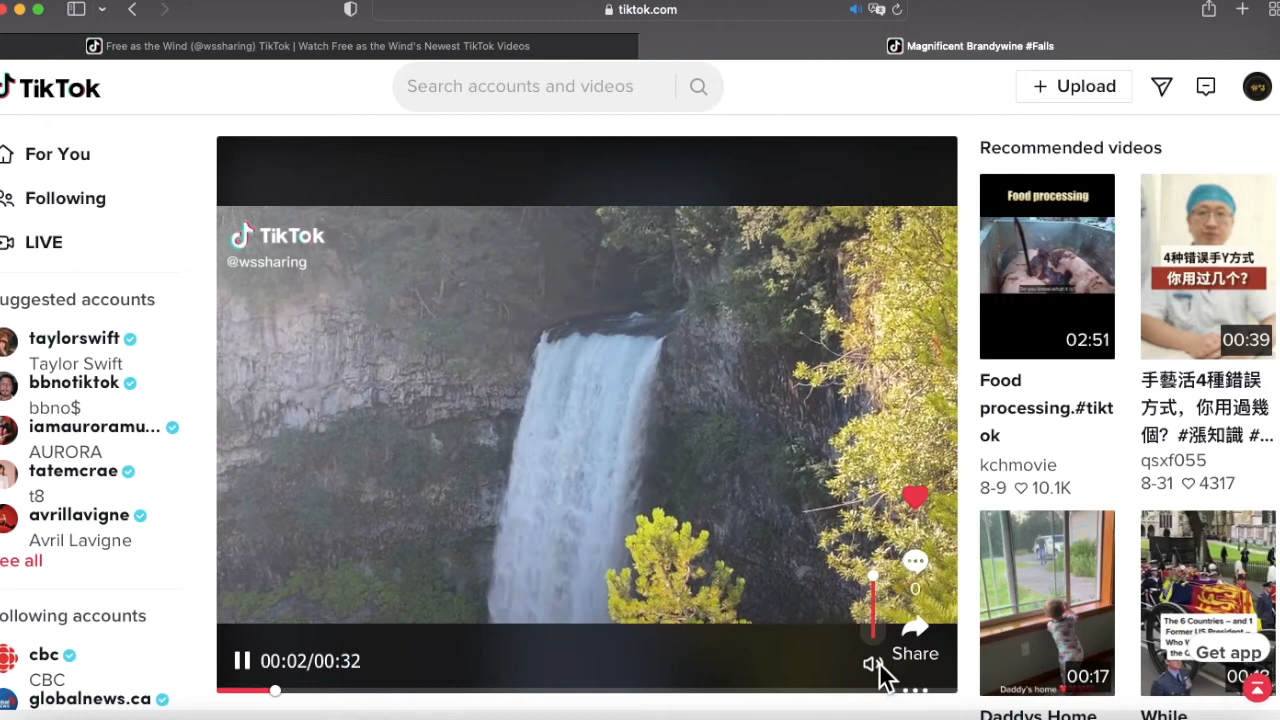 tiktok.com
Free as the Wind (@wssharing) TikTok | Watch Free as the Wind's Newest TikTok Videos
Magnificent Brandywine #Falls
TikTok
Search accounts and videos
Upload
For You
Following
LIVE
uggested accounts
taylorswift
Taylor Swift
bbnotiktok
bbno$
iamauroramu...
AURORA
tatemcrae
t8
avrillavigne
Avril Lavigne
ee all
ollowing accounts
cbc
CBC
globalnews.ca
TikTok
@wssharing
0
Share
00:02/00:32
Recommended videos
Food processing
02:51
Food
processing.#tikt
ok
kchmovie
8-9 10.1K
4种错误手Y方式
你用过几个?
00:39
手藝活4種錯誤
方式，你用過幾
個？#漲知識 #...
qsxf055
8-31 4317
Daddy's home
00:17
Daddys Home
The 6 Countries – and 1
Former US President –
Get app
While